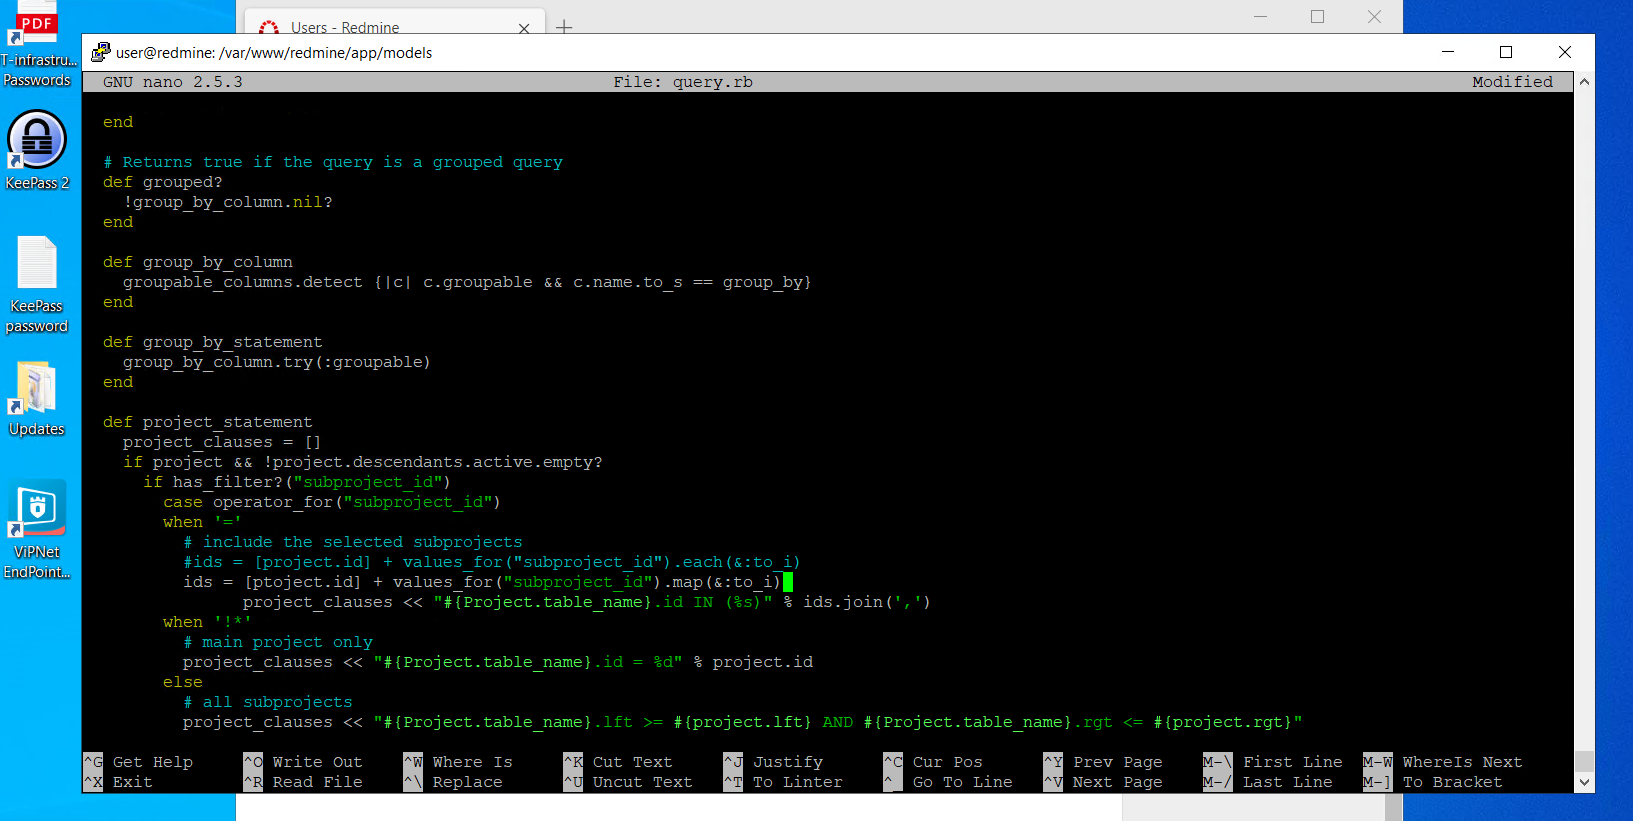 Users - Redmine
PDF
T-infrastru...
Passwords
KeePass 2
KeePass
password
Updates
ViPNet
EndPoint...
user@redmine: /var/www/redmine/app/models
GNU nano 2.5.3 File: query.rb Modified
end
# Returns true if the query is a grouped query
def grouped?
!group_by_column.nil?
end
def group_by_column
groupable_columns.detect {|c| c.groupable && c.name.to_s == group_by}
end
def group_by_statement
group_by_column.try(:groupable)
end
def project_statement
project_clauses = []
if project && !project.descendants.active.empty?
if has_filter?("subproject_id")
case operator_for("subproject_id")
when '='
# include the selected subprojects
#ids = [project.id] + values_for("subproject_id").each(&:to_i)
ids = [ptoject.id] + values_for("subproject_id").map(&:to_i)
project_clauses << "#{Project.table_name}.id IN (%s)" % ids.join(',')
when '!*'
# main project only
project_clauses << "#{Project.table_name}.id = %d" % project.id
else
# all subprojects
project_clauses << "#{Project.table_name}.lft >= #{project.lft} AND #{Project.table_name}.rgt <= #{project.rgt}"
^G Get Help ^O Write Out ^W Where Is ^K Cut Text ^J Justify ^C Cur Pos ^Y Prev Page M-\ First Line M-W WhereIs Next
^X Exit ^R Read File ^\ Replace ^U Uncut Text ^T To Linter ^_ Go To Line ^V Next Page M-/ Last Line M-] To Bracket